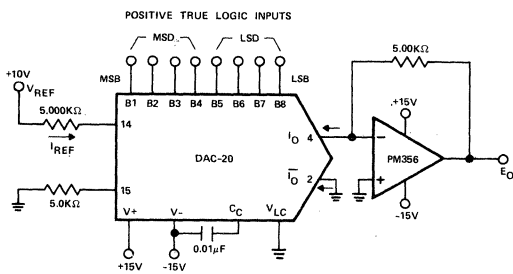 POSITIVE TRUE LOGIC INPUTS
MSD LSD
MSB LSB
B1 B2 B3 B4 B5 B6 B7 B8
+10V
VREF
5.000KΩ
IREF
14
DAC-20
IO 4
5.00KΩ
+15V
−
PM356
+
EO
-15V
IO 2
15
5.0KΩ
V+ V- CC VLC
0.01µF
+15V -15V